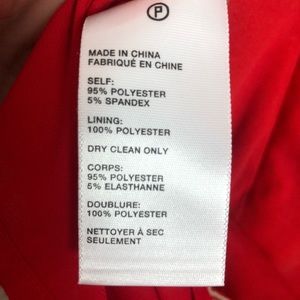 P
MADE IN CHINA
FABRIQUÉ EN CHINE
SELF:
95% POLYESTER
5% SPANDEX
LINING:
100% POLYESTER
DRY CLEAN ONLY
CORPS:
95% POLYESTER
5% ELASTHANNE
DOUBLURE:
100% POLYESTER
NETTOYER À SEC
SEULEMENT